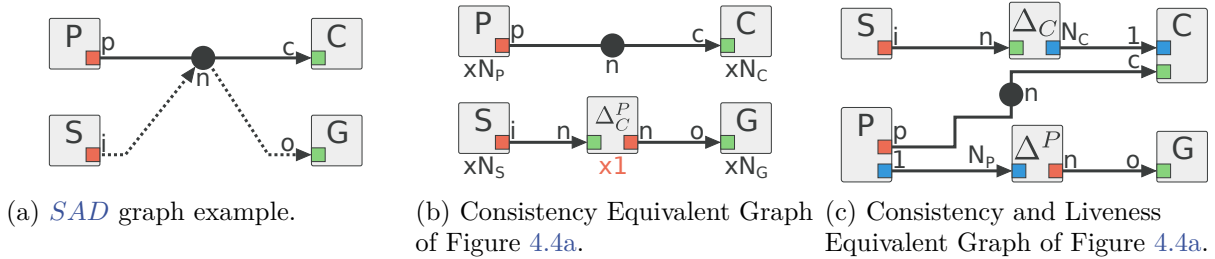 P p c C
n
S i o G
(a) SAD graph example.
P p c C
xN_P n xN_C
S i n Δ_C^P n o G
xN_S x1 xN_G
(b) Consistency Equivalent Graph
of Figure 4.4a.
S i n Δ_C N_C 1 C
c
n
P p
1 N_P Δ^P n o G
(c) Consistency and Liveness
Equivalent Graph of Figure 4.4a.